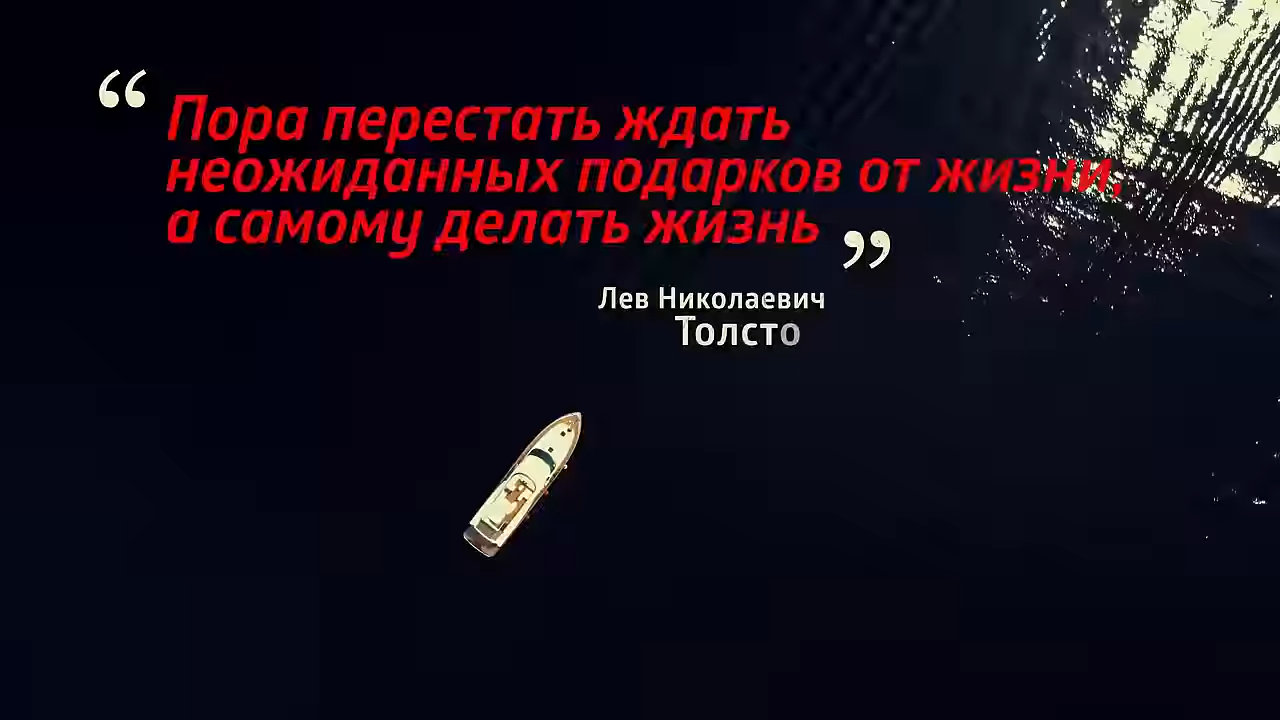 “ Пора перестать ждать
неожиданных подарков от жизни,
а самому делать жизнь ”
Лев Николаевич
Толсто